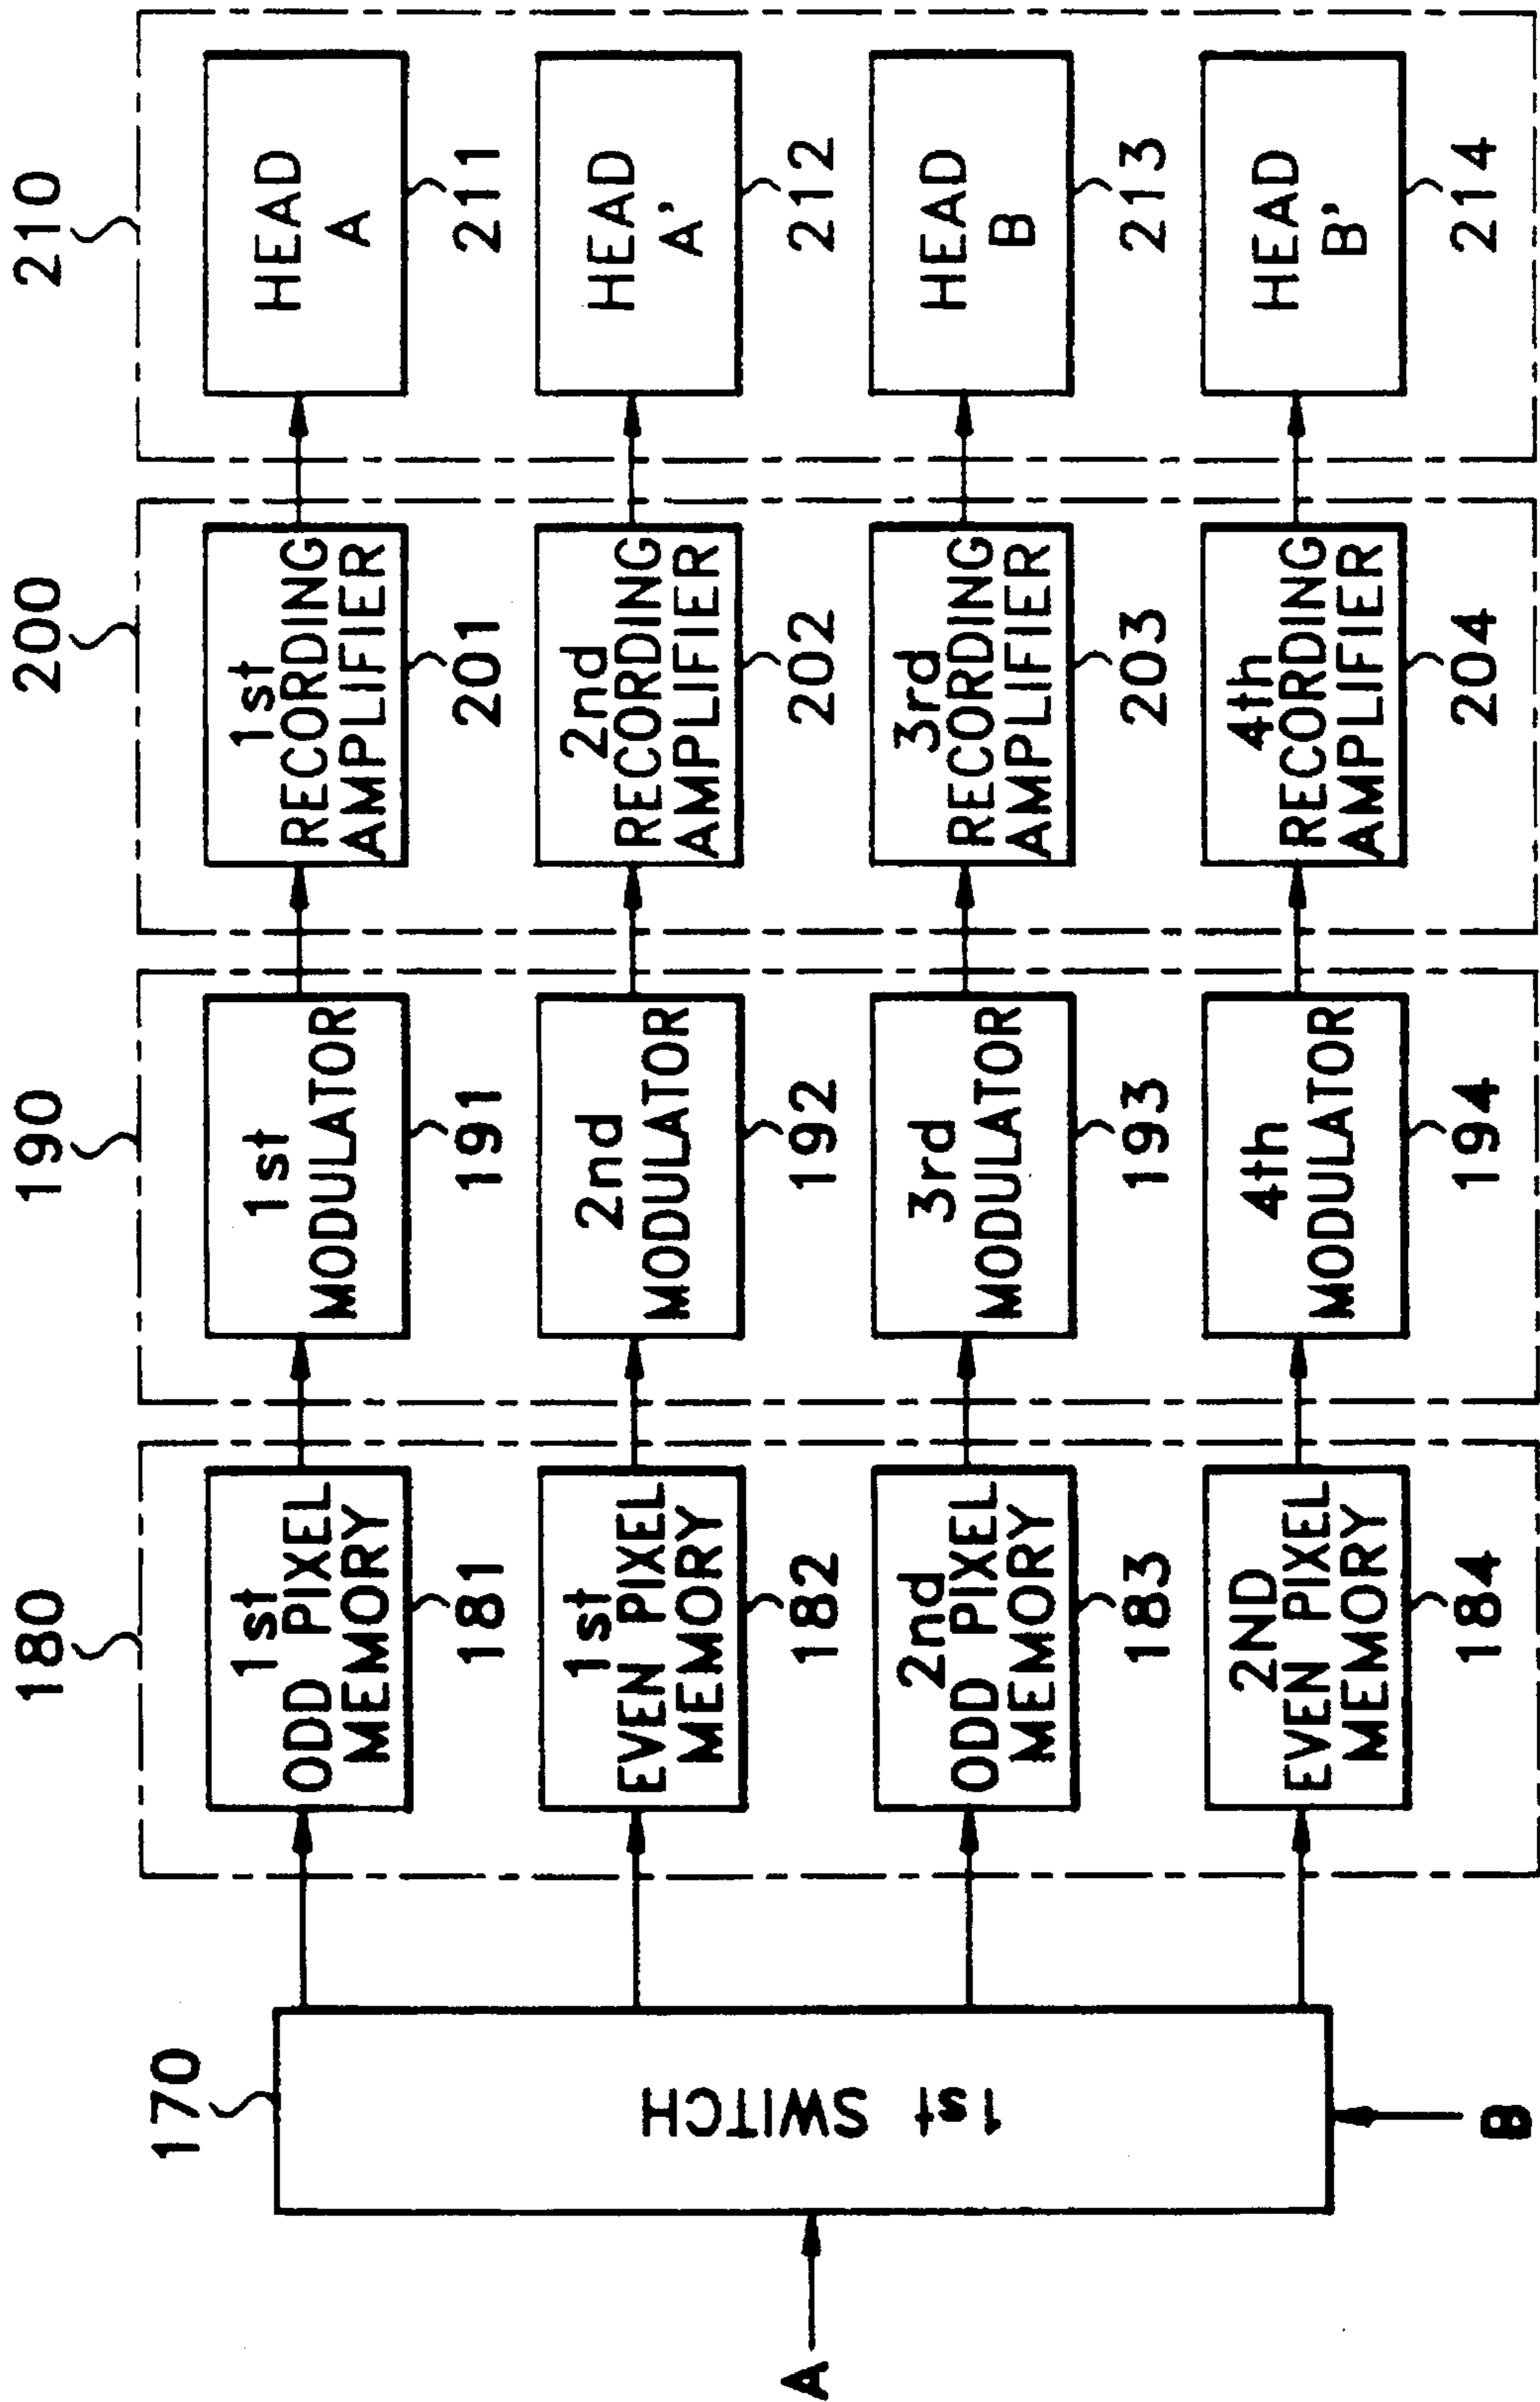 180
190
200
210
170
1st
ODD PIXEL
MEMORY
181
1st
MODULATOR
191
1st
RECORDING
AMPLIFIER
201
HEAD
A
211
1st
EVEN PIXEL
MEMORY
182
2nd
MODULATOR
192
2nd
RECORDING
AMPLIFIER
202
HEAD
A'
212
1st SWITCH
A
2nd
ODD PIXEL
MEMORY
183
3rd
MODULATOR
193
3rd
RECORDING
AMPLIFIER
203
HEAD
B
213
2ND
EVEN PIXEL
MEMORY
184
4th
MODULATOR
194
4th
RECORDING
AMPLIFIER
204
HEAD
B'
214
B